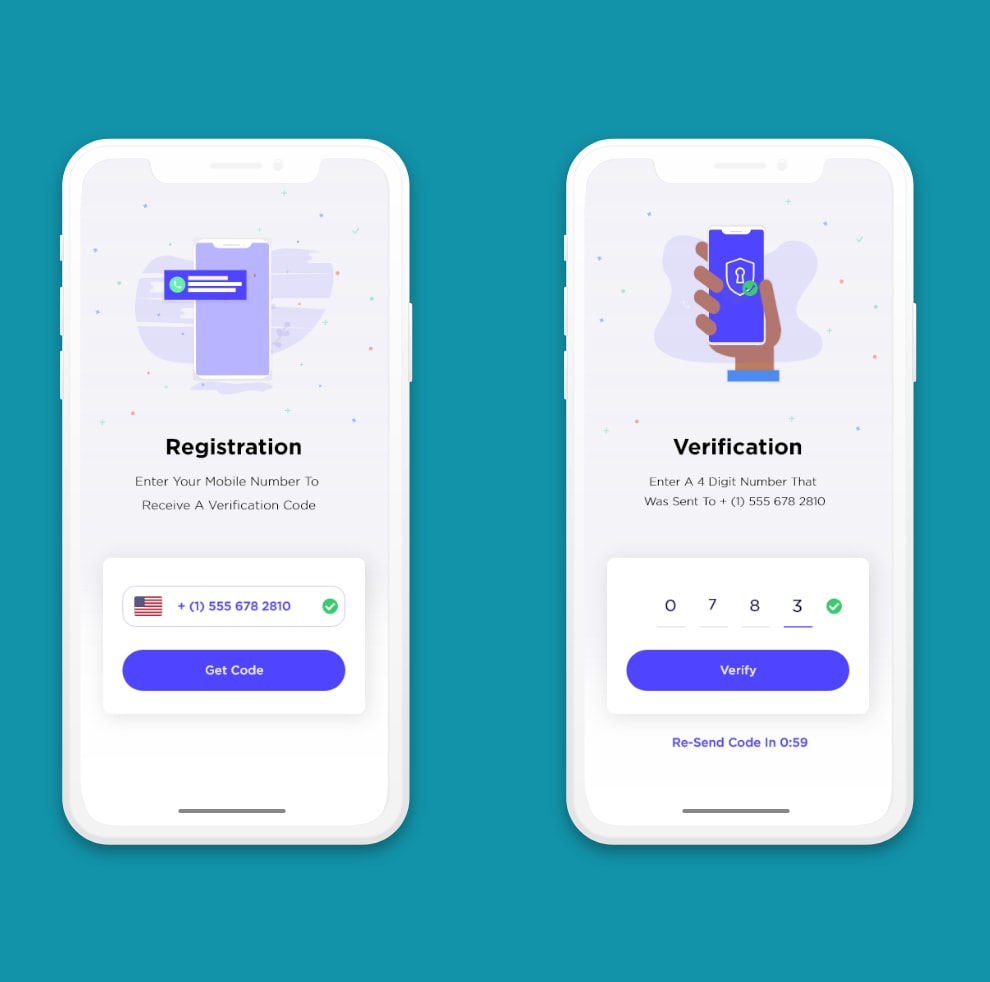 Registration
Enter Your Mobile Number To
Receive A Verification Code
+ (1) 555 678 2810
Get Code
Verification
Enter A 4 Digit Number That
Was Sent To + (1) 555 678 2810
0 7 8 3
Verify
Re-Send Code In 0:59